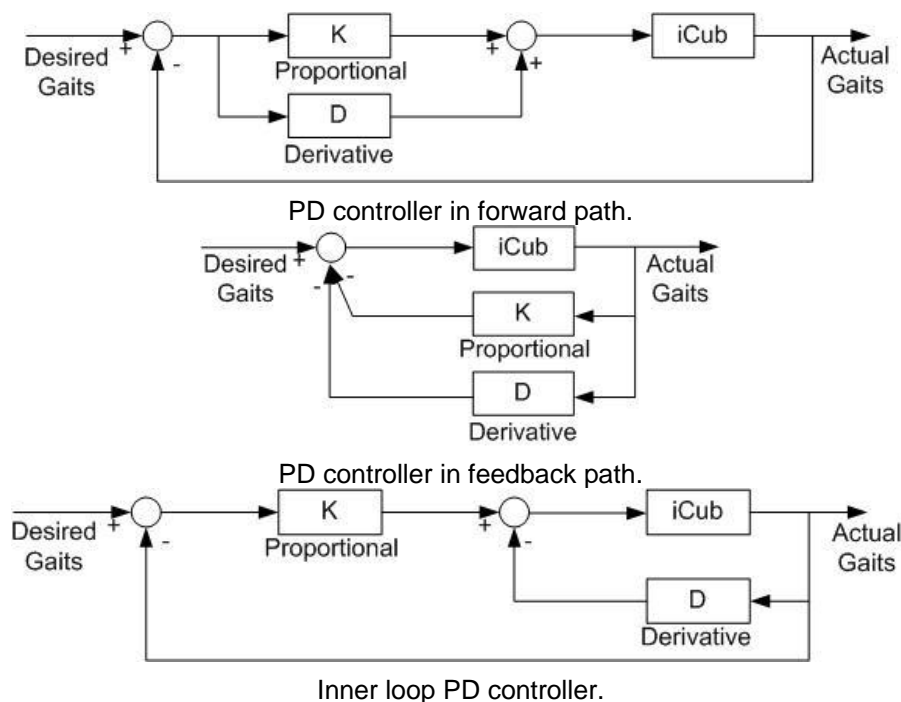 K
iCub
Desired
Gaits
+
-
Proportional
+
+
Actual
Gaits
D
Derivative
PD controller in forward path.
Desired
Gaits
+
-
-
iCub
Actual
Gaits
K
Proportional
D
Derivative
PD controller in feedback path.
Desired
Gaits
+
-
K
Proportional
+
-
iCub
Actual
Gaits
D
Derivative
Inner loop PD controller.